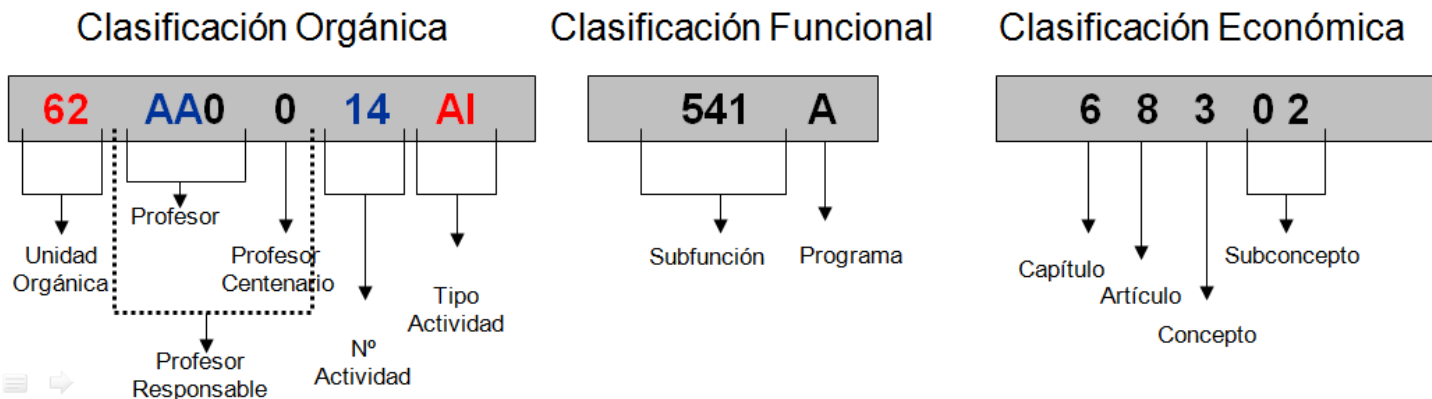 Clasificación Orgánica
62 AA0 0 14 AI
Profesor
Unidad
Orgánica
Profesor
Centenario
Tipo
Actividad
Nº
Actividad
Profesor
Responsable
Clasificación Funcional
541 A
Subfunción
Programa
Clasificación Económica
6 8 3 0 2
Subconcepto
Capítulo
Artículo
Concepto